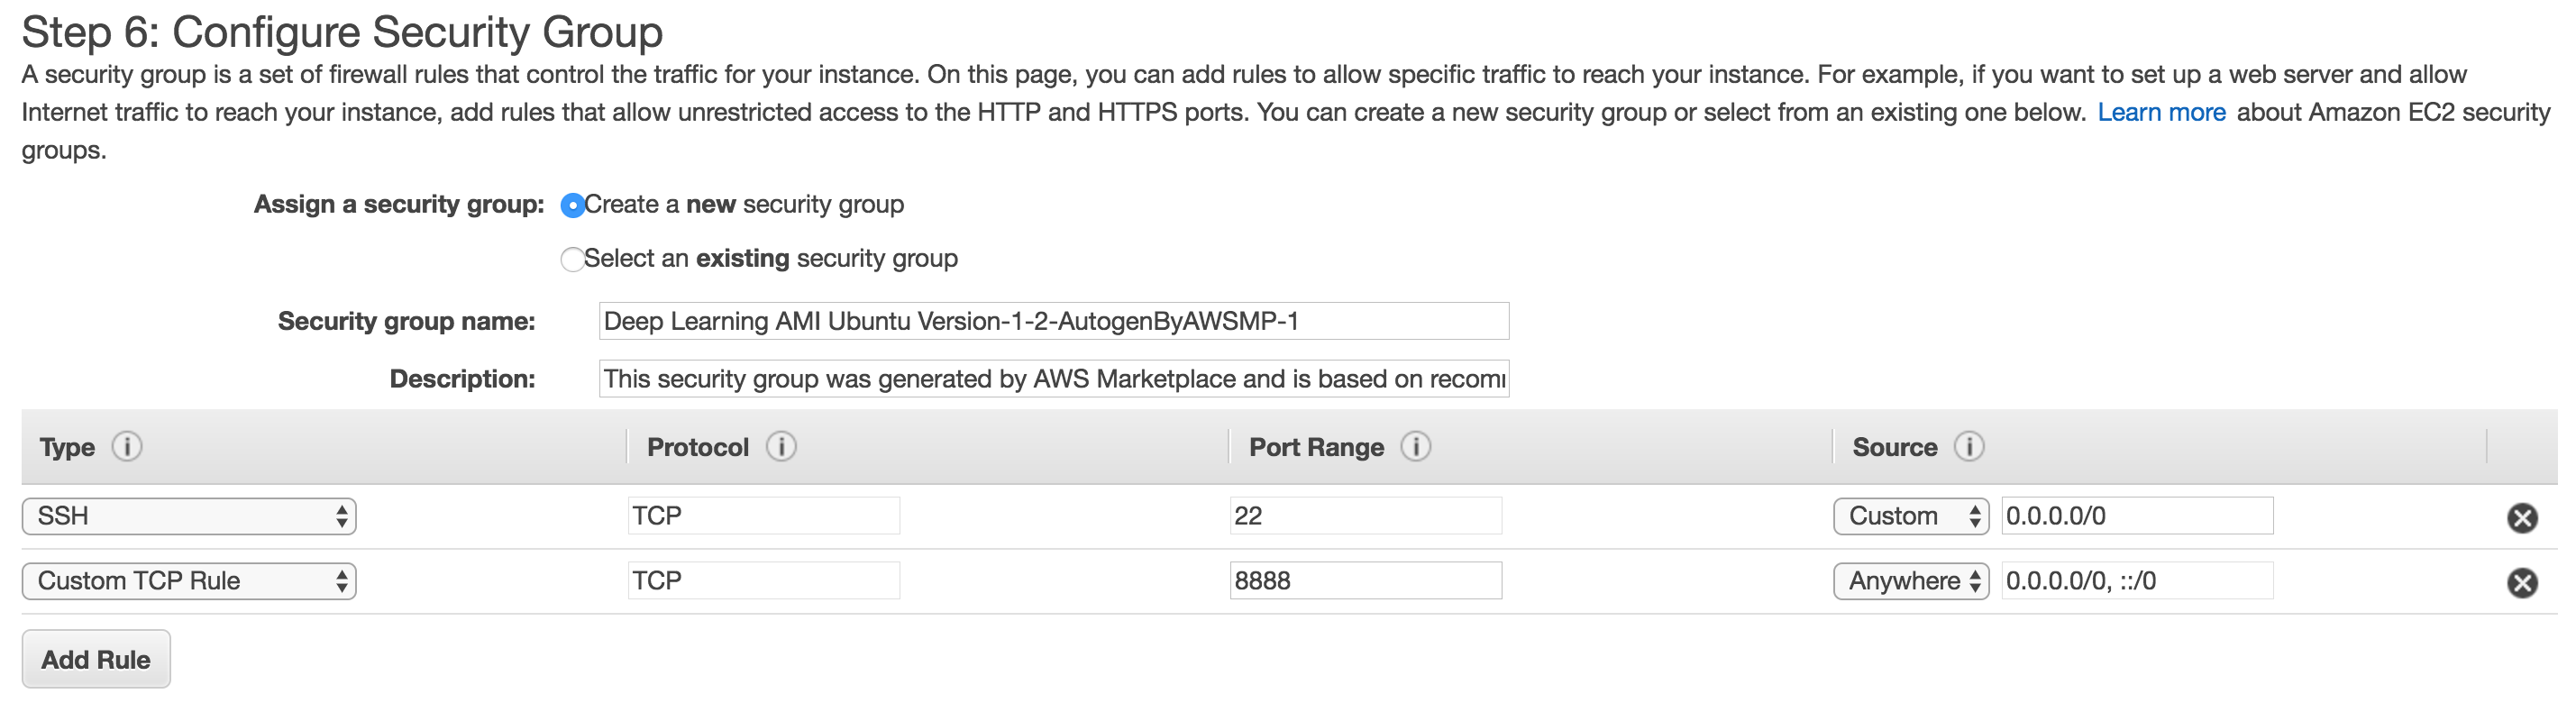 Step 6: Configure Security Group
A security group is a set of firewall rules that control the traffic for your instance. On this page, you can add rules to allow specific traffic to reach your instance. For example, if you want to set up a web server and allow
Internet traffic to reach your instance, add rules that allow unrestricted access to the HTTP and HTTPS ports. You can create a new security group or select from an existing one below. Learn more about Amazon EC2 security
groups.
Assign a security group: Create a new security group
Select an existing security group
Security group name: Deep Learning AMI Ubuntu Version-1-2-AutogenByAWSMP-1
Description: This security group was generated by AWS Marketplace and is based on
Type i Protocol i Port Range i Source i
SSH TCP 22 Custom 0.0.0.0/0
Custom TCP Rule TCP 8888 Anywhere 0.0.0.0/0, ::/0
Add Rule